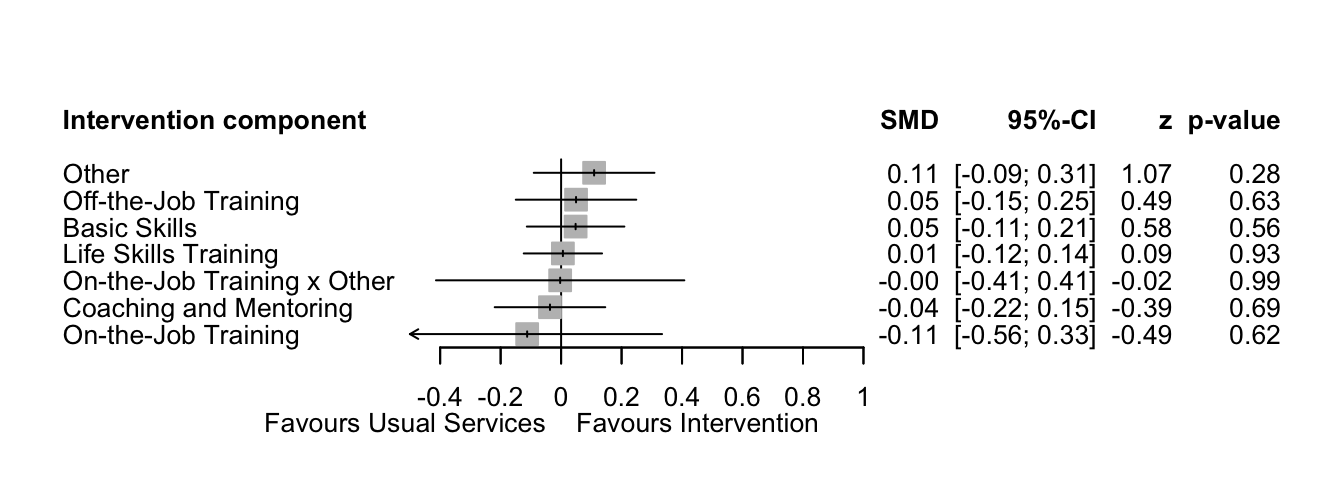 Intervention component SMD 95%-CI z p-value
Other 0.11 [-0.09; 0.31] 1.07 0.28
Off-the-Job Training 0.05 [-0.15; 0.25] 0.49 0.63
Basic Skills 0.05 [-0.11; 0.21] 0.58 0.56
Life Skills Training 0.01 [-0.12; 0.14] 0.09 0.93
On-the-Job Training x Other -0.00 [-0.41; 0.41] -0.02 0.99
Coaching and Mentoring -0.04 [-0.22; 0.15] -0.39 0.69
On-the-Job Training -0.11 [-0.56; 0.33] -0.49 0.62
-0.4 -0.2 0 0.2 0.4 0.6 0.8 1
Favours Usual Services Favours Intervention